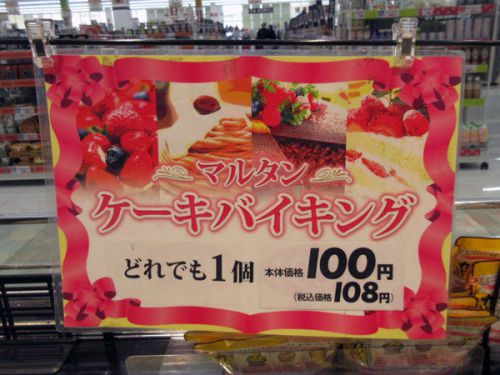 マルタン
ケーキバイキング
どれでも1個 本体価格 100円
(税込価格 108円)